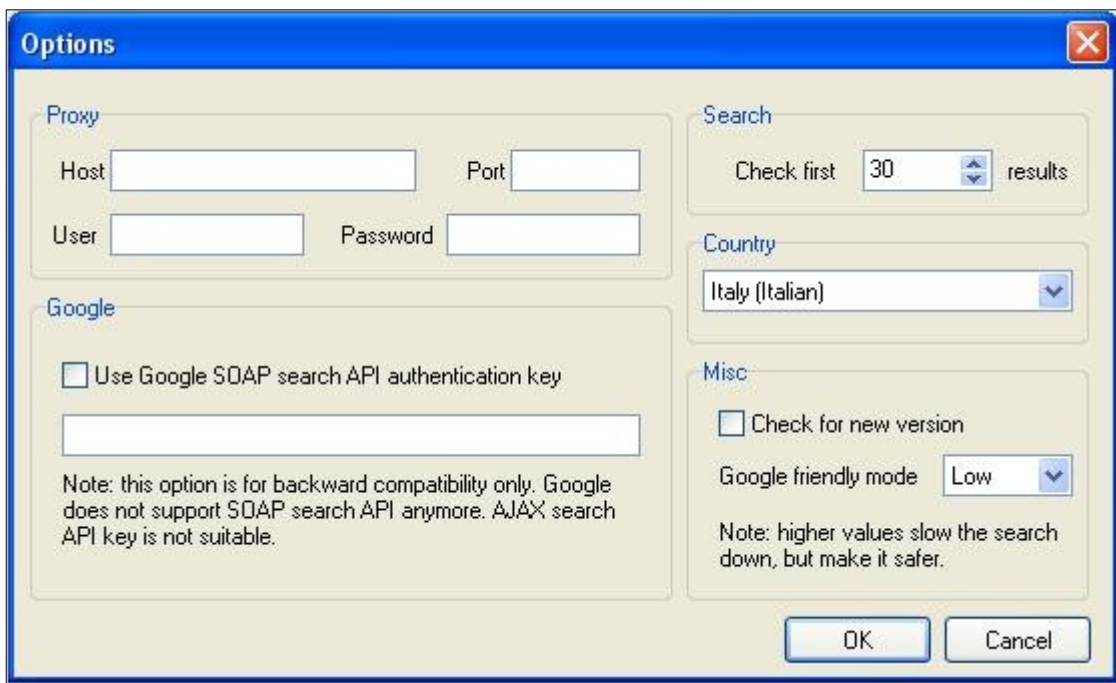 Options
Proxy
Host
Port
User
Password
Google
Use Google SOAP search API authentication key
Note: this option is for backward compatibility only. Google
does not support SOAP search API anymore. AJAX search
API key is not suitable.
Search
Check first 30 results
Country
Italy (Italian)
Misc
Check for new version
Google friendly mode Low
Note: higher values slow the search
down, but make it safer.
OK
Cancel